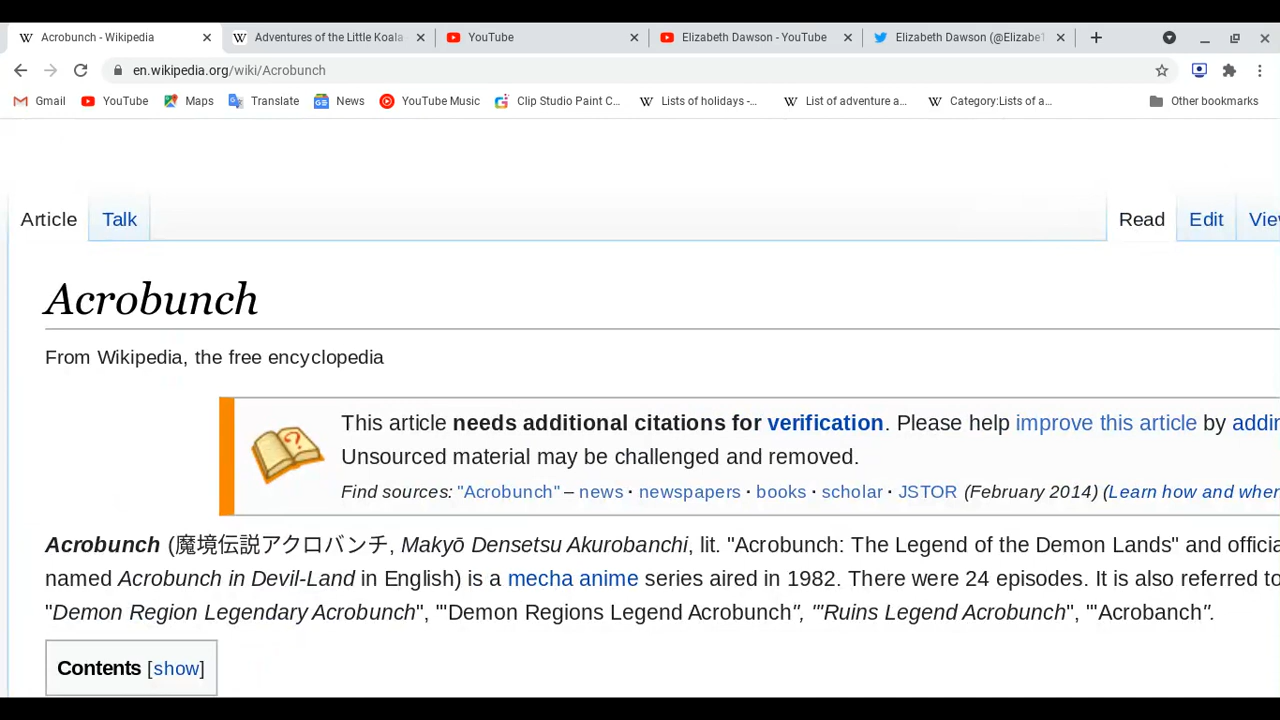 Acrobunch - Wikipedia
Adventures of the Little Koala
YouTube
Elizabeth Dawson - YouTube
Elizabeth Dawson (@Elizabe1
en.wikipedia.org/wiki/Acrobunch
Gmail YouTube Maps Translate News YouTube Music Clip Studio Paint C... Lists of holidays -... List of adventure a... Category:Lists of a... Other bookmarks
Article Talk Read Edit Vie
Acrobunch
From Wikipedia, the free encyclopedia
This article needs additional citations for verification. Please help improve this article by addin
Unsourced material may be challenged and removed.
Find sources: "Acrobunch" – news · newspapers · books · scholar · JSTOR (February 2014) (Learn how and when
Acrobunch (魔境伝説アクロバンチ, Makyō Densetsu Akurobanchi, lit. "Acrobunch: The Legend of the Demon Lands" and officia
named Acrobunch in Devil-Land in English) is a mecha anime series aired in 1982. There were 24 episodes. It is also referred to
"Demon Region Legendary Acrobunch", '"Demon Regions Legend Acrobunch", '"Ruins Legend Acrobunch", '"Acrobanch".
Contents [show]